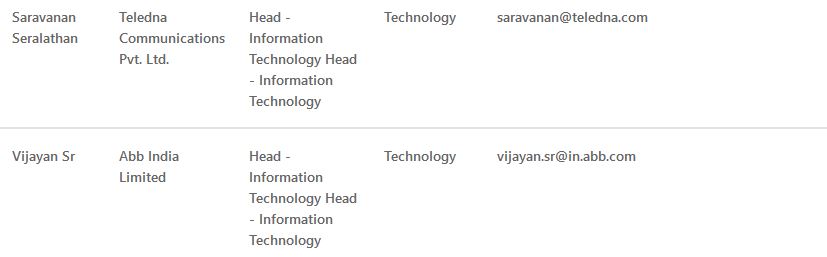 Saravanan Seralathan
Teledna Communications Pvt. Ltd.
Head - Information Technology Head - Information Technology
Technology
saravanan@teledna.com
Vijayan Sr
Abb India Limited
Head - Information Technology Head - Information Technology
Technology
vijayan.sr@in.abb.com